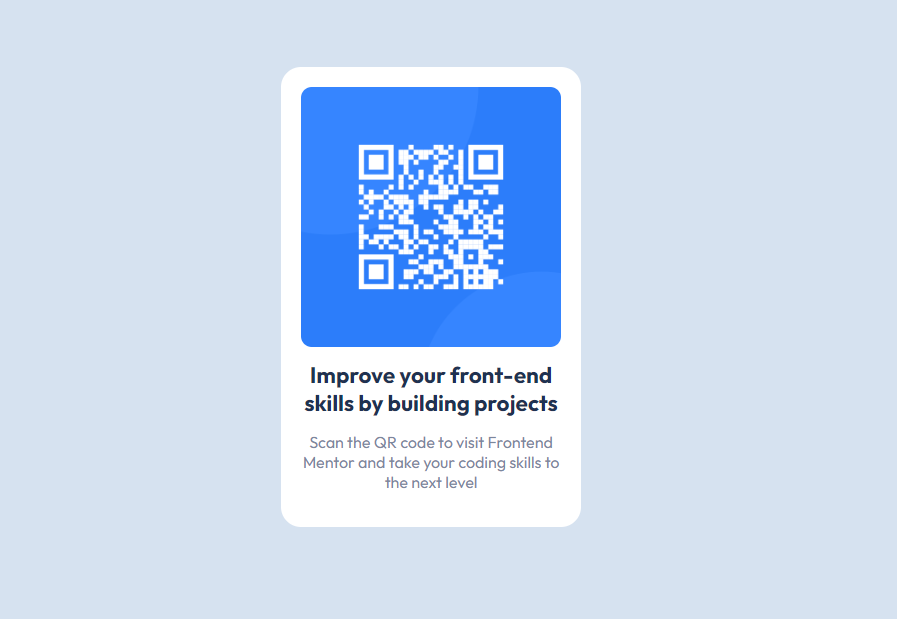 Improve your front-end
skills by building projects
Scan the QR code to visit Frontend
Mentor and take your coding skills to
the next level